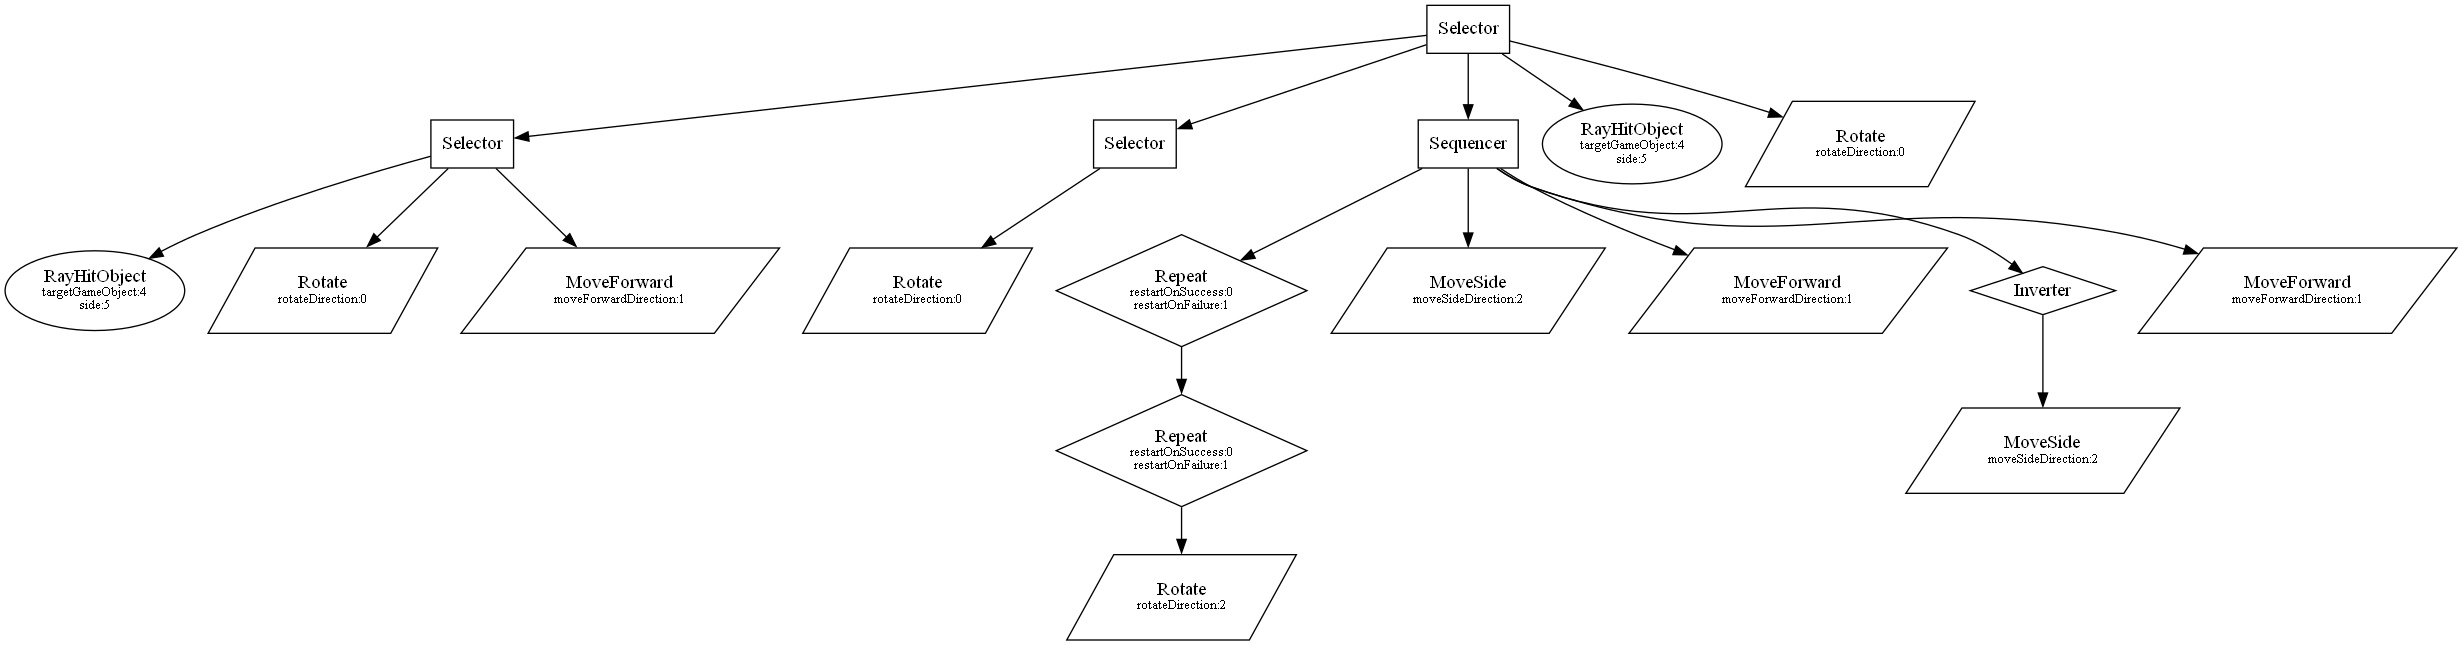 Selector
Selector
Selector
Sequencer
RayHitObject
targetGameObject:4
side:5
Rotate
rotateDirection:0
RayHitObject
targetGameObject:4
side:5
Rotate
rotateDirection:0
MoveForward
moveForwardDirection:1
Rotate
rotateDirection:0
Repeat
restartOnSuccess:0
restartOnFailure:1
MoveSide
moveSideDirection:2
MoveForward
moveForwardDirection:1
Inverter
MoveForward
moveForwardDirection:1
Repeat
restartOnSuccess:0
restartOnFailure:1
MoveSide
moveSideDirection:2
Rotate
rotateDirection:2